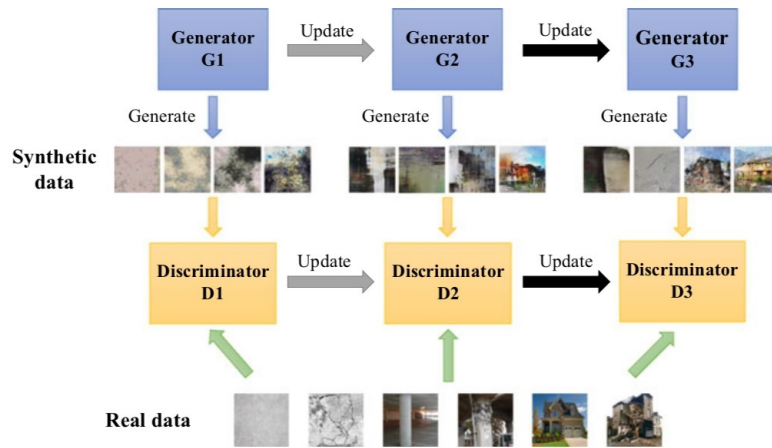 Generator
G1
Update
Generator
G2
Update
Generator
G3
Generate
Generate
Generate
Synthetic
data
Discriminator
D1
Update
Discriminator
D2
Update
Discriminator
D3
Real data